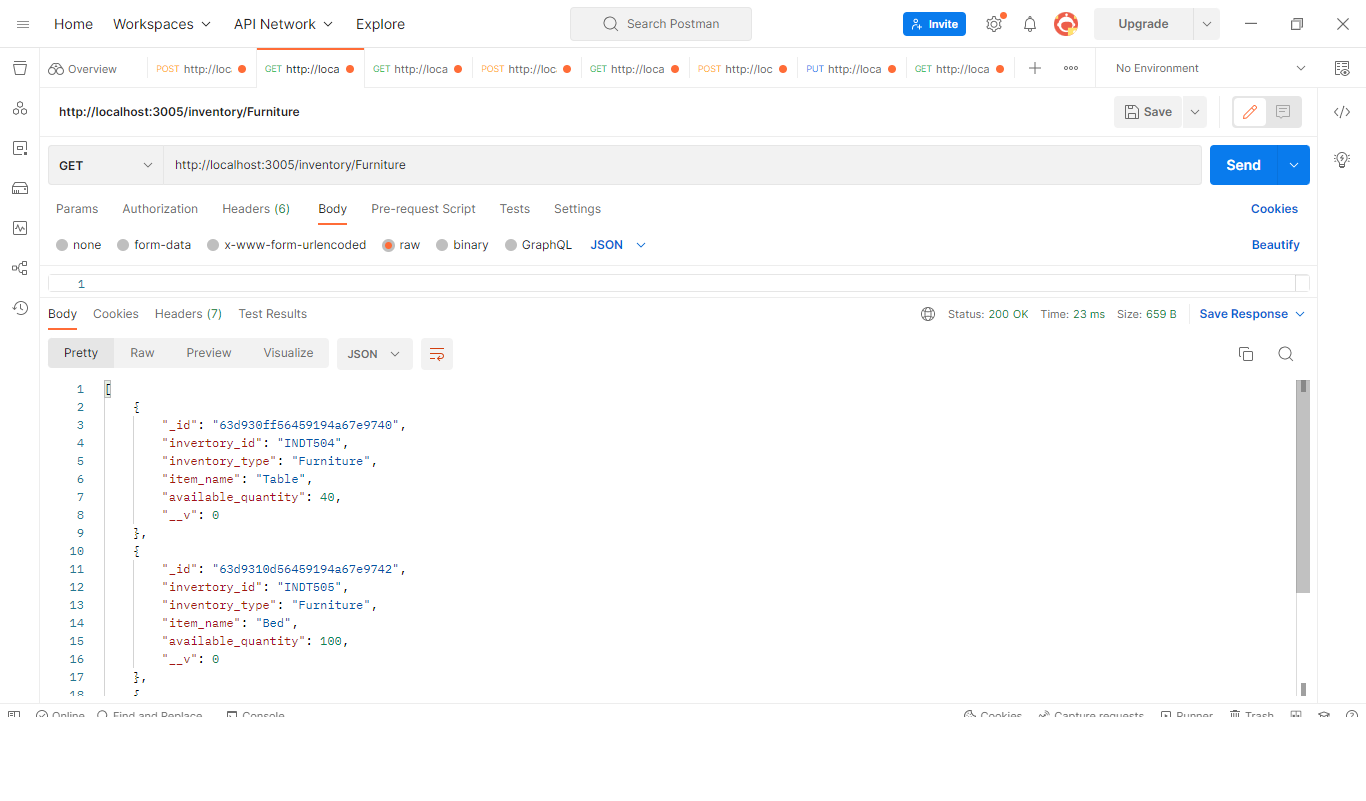 Home Workspaces API Network Explore Search Postman Invite Upgrade
Overview POST http://loc GET http://loca GET http://loca POST http://loc GET http://loca POST http://loc PUT http://loca GET http://loca No Environment
http://localhost:3005/inventory/Furniture Save
GET http://localhost:3005/inventory/Furniture Send
Params Authorization Headers (6) Body Pre-request Script Tests Settings Cookies
none form-data x-www-form-urlencoded raw binary GraphQL JSON Beautify
1
Body Cookies Headers (7) Test Results Status: 200 OK Time: 23 ms Size: 659 B Save Response
Pretty Raw Preview Visualize JSON
1 [
2 {
3 "_id": "63d930ff56459194a67e9740",
4 "invertory_id": "INDT504",
5 "inventory_type": "Furniture",
6 "item_name": "Table",
7 "available_quantity": 40,
8 "__v": 0
9 },
10 {
11 "_id": "63d9310d56459194a67e9742",
12 "invertory_id": "INDT505",
13 "inventory_type": "Furniture",
14 "item_name": "Bed",
15 "available_quantity": 100,
16 "__v": 0
17 },
18 {
Online Find and Replace Console Cookies Capture requests Runner Trash